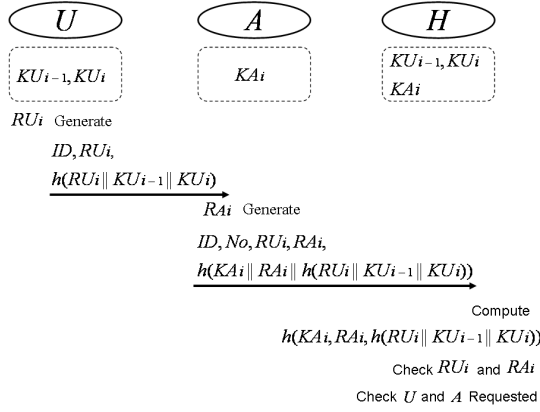 U A H
KUi-1, KUi KAi KUi-1, KUi
KAi
RUi Generate
ID, RUi,
h(RUi || KUi-1 || KUi)
RAi Generate
ID, No, RUi, RAi,
h(KAi || RAi || h(RUi || KUi-1 || KUi))
Compute
h(KAi, RAi, h(RUi || KUi-1 || KUi))
Check RUi and RAi
Check U and A Requested